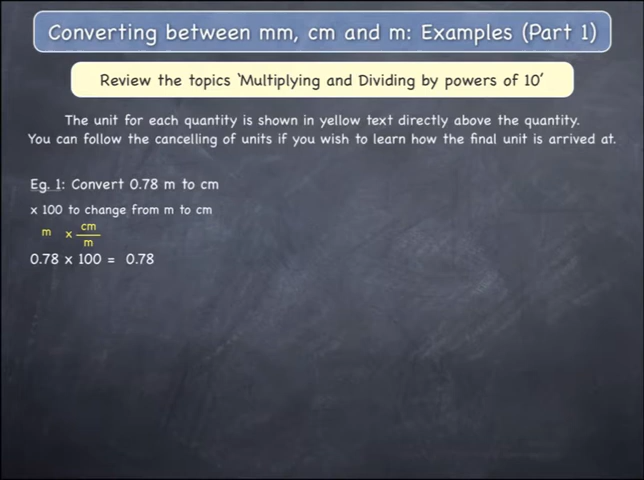 Converting between mm, cm and m: Examples (Part 1)
Review the topics 'Multiplying and Dividing by powers of 10'
The unit for each quantity is shown in yellow text directly above the quantity.
You can follow the cancelling of units if you wish to learn how the final unit is arrived at.
Eg. 1: Convert 0.78 m to cm
x 100 to change from m to cm
m x cm
m
0.78 x 100 = 0.78